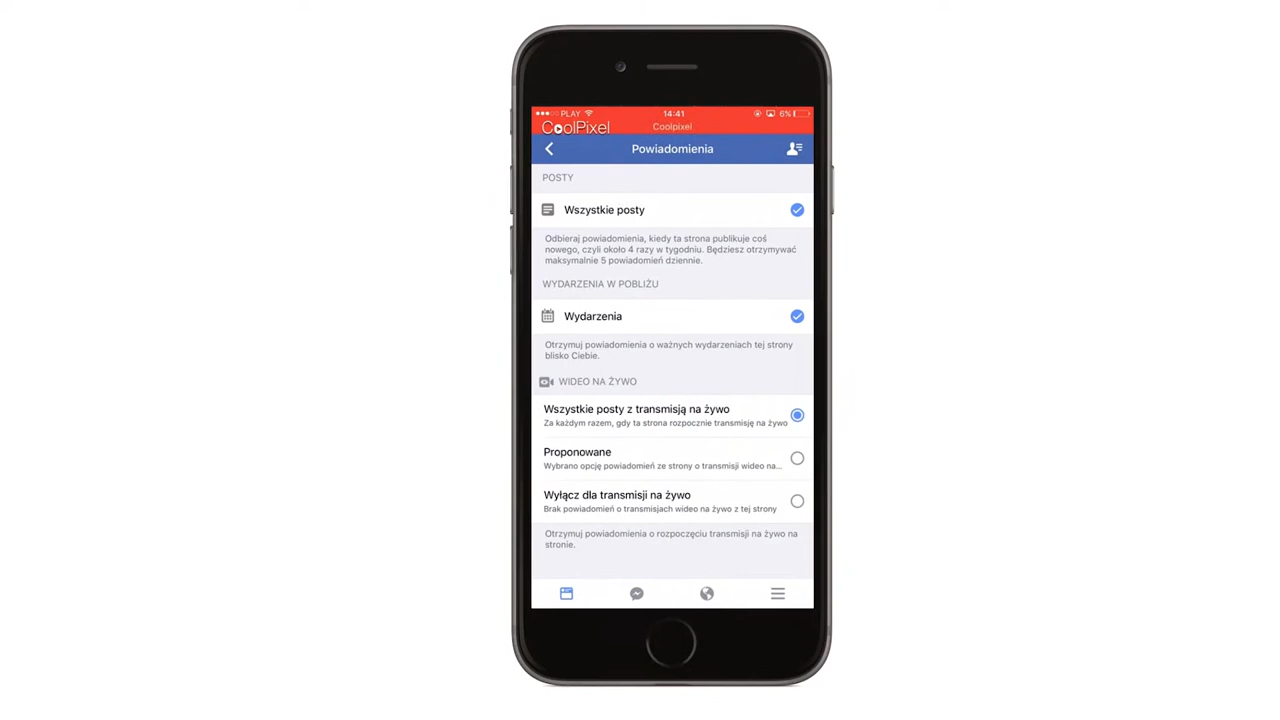 PLAY 14:41 6%
CoolPixel
Coolpixel
Powiadomienia
POSTY
Wszystkie posty
Odbieraj powiadomienia, kiedy ta strona publikuje coś
nowego, czyli około 4 razy w tygodniu. Będziesz otrzymywać
maksymalnie 5 powiadomień dziennie.
WYDARZENIA W POBLIŻU
Wydarzenia
Otrzymuj powiadomienia o ważnych wydarzeniach tej strony
blisko Ciebie.
WIDEO NA ŻYWO
Wszystkie posty z transmisją na żywo
Za każdym razem, gdy ta strona rozpocznie transmisję na żywo
Proponowane
Wybrano opcję powiadomień ze strony o transmisji wideo na...
Wyłącz dla transmisji na żywo
Brak powiadomień o transmisjach wideo na żywo z tej strony
Otrzymuj powiadomienia o rozpoczęciu transmisji na żywo na
stronie.